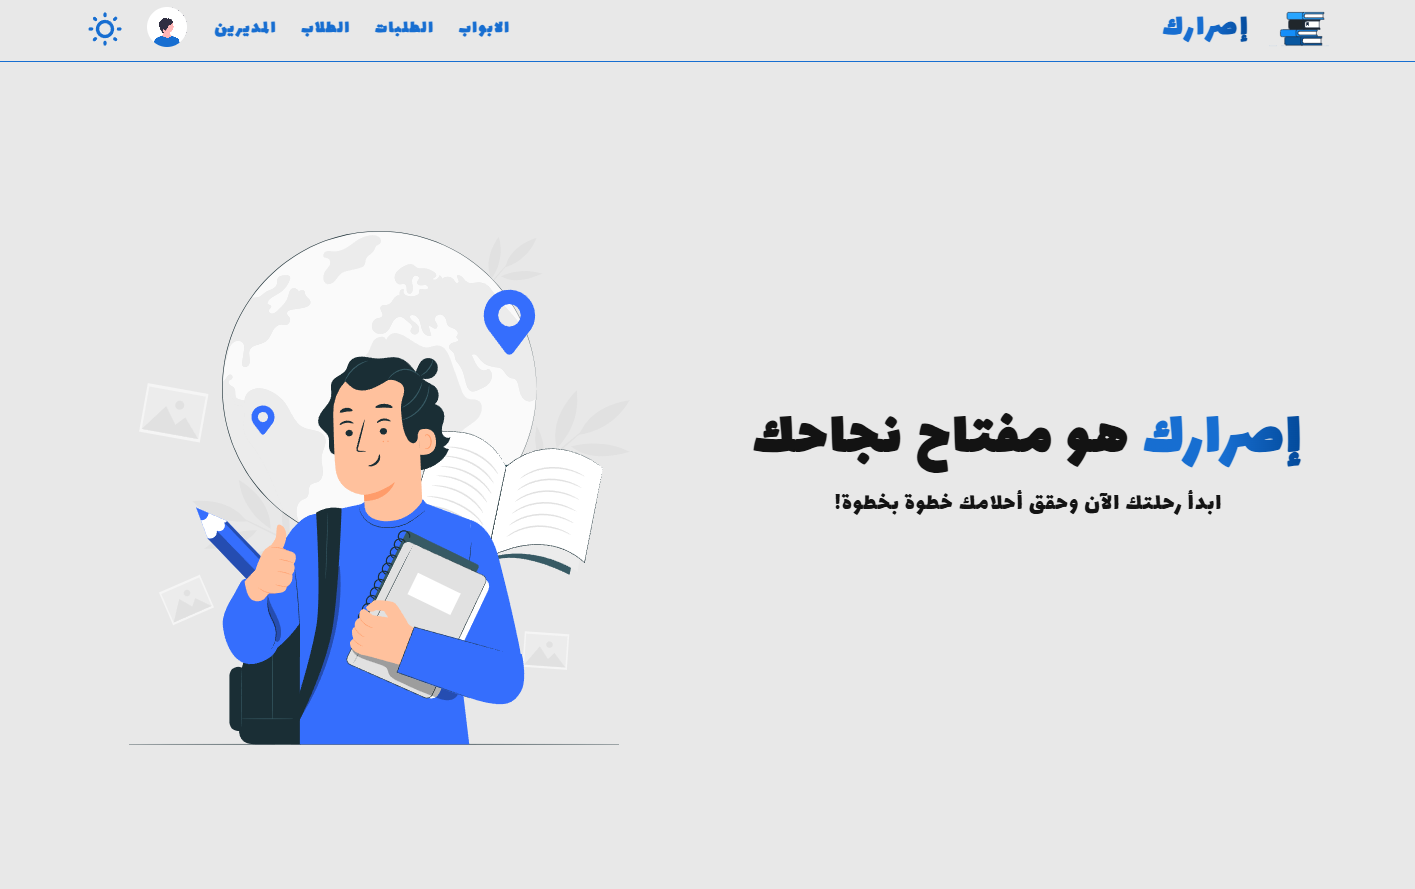 إصرارك
الابواب الطلبات الطلاب المديرين
إصرارك هو مفتاح نجاحك
ابدأ رحلتك الآن وحقق أحلامك خطوة بخطوة!